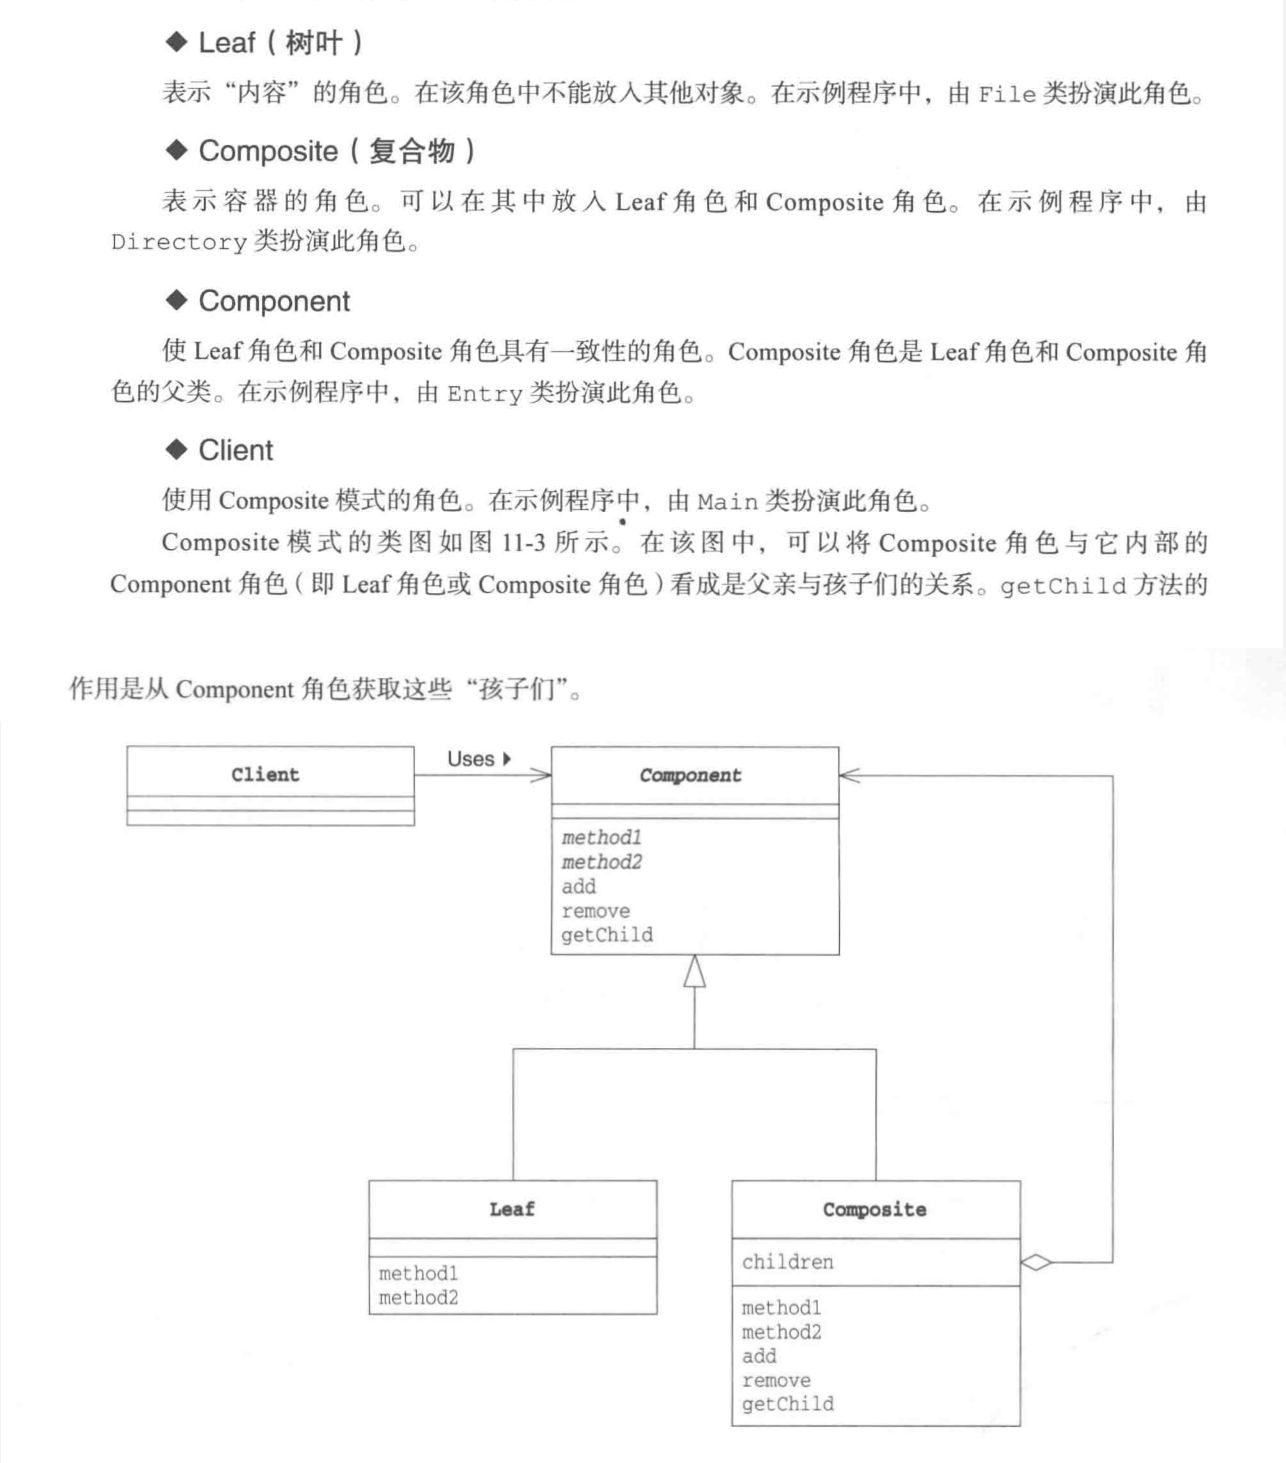 ◆ Leaf（树叶）
表示“内容”的角色。在该角色中不能放入其他对象。在示例程序中，由 File 类扮演此角色。
◆ Composite（复合物）
表示容器的角色。可以在其中放入 Leaf 角色和 Composite 角色。在示例程序中，由
Directory 类扮演此角色。
◆ Component
使 Leaf 角色和 Composite 角色具有一致性的角色。Composite 角色是 Leaf 角色和 Composite 角
色的父类。在示例程序中，由 Entry 类扮演此角色。
◆ Client
使用 Composite 模式的角色。在示例程序中，由 Main 类扮演此角色。
Composite 模式的类图如图 11-3 所示。在该图中，可以将 Composite 角色与它内部的
Component 角色（即 Leaf 角色或 Composite 角色）看成是父亲与孩子们的关系。getChild 方法的
作用是从 Component 角色获取这些“孩子们”。
Client
Uses
Component
method1
method2
add
remove
getChild
Leaf
method1
method2
Composite
children
method1
method2
add
remove
getChild